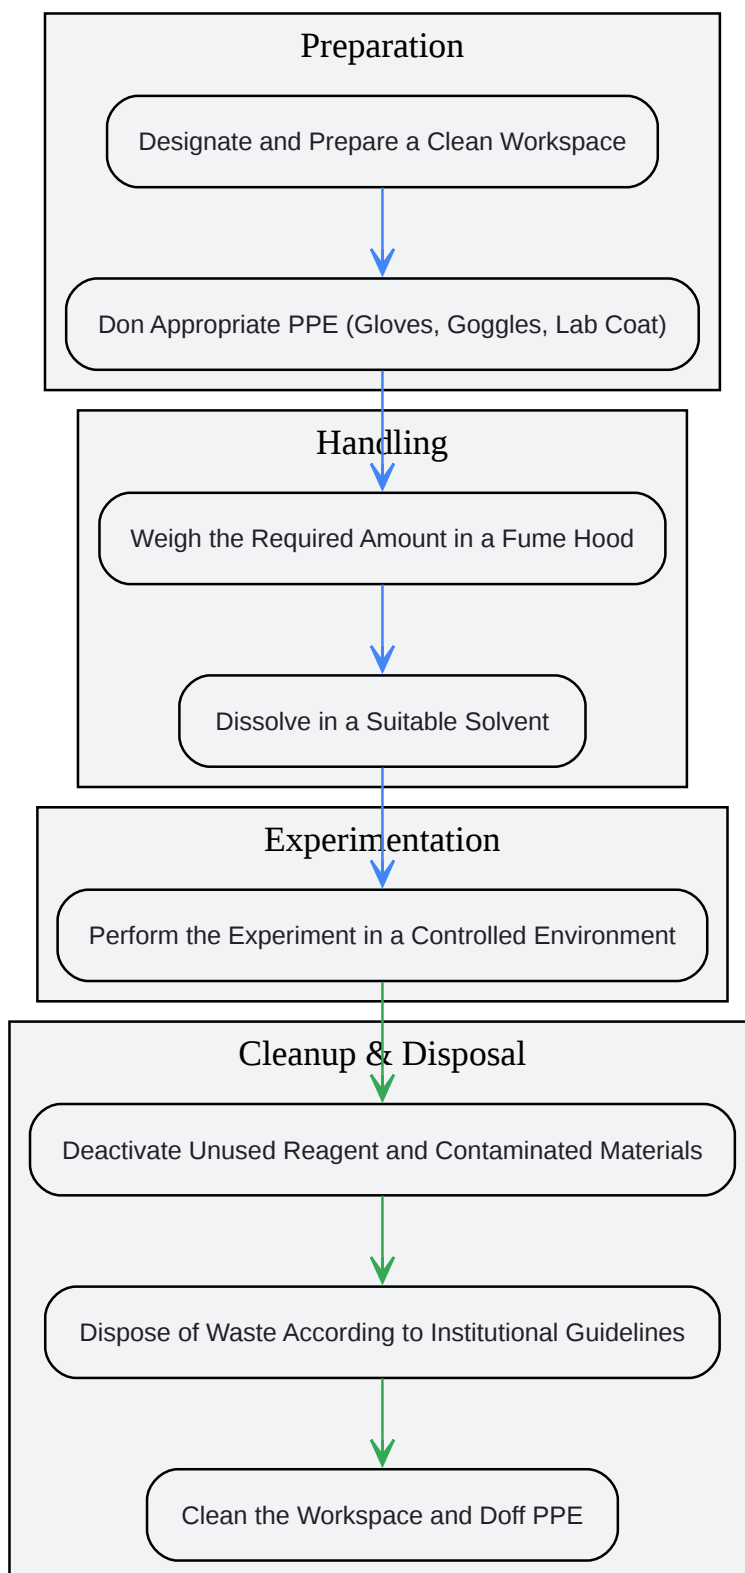 Preparation
Designate and Prepare a Clean Workspace
Don Appropriate PPE (Gloves, Goggles, Lab Coat)
Handling
Weigh the Required Amount in a Fume Hood
Dissolve in a Suitable Solvent
Experimentation
Perform the Experiment in a Controlled Environment
Cleanup & Disposal
Deactivate Unused Reagent and Contaminated Materials
Dispose of Waste According to Institutional Guidelines
Clean the Workspace and Doff PPE